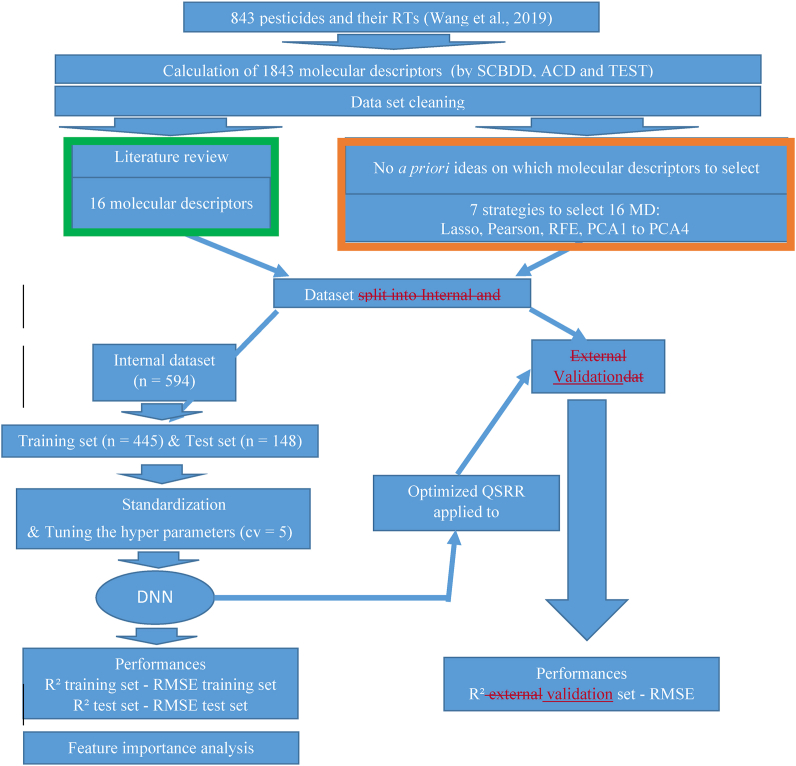 843 pesticides and their RTs (Wang et al., 2019)
Calculation of 1843 molecular descriptors (by SCBDD, ACD and TEST)
Data set cleaning
Literature review
16 molecular descriptors
No a priori ideas on which molecular descriptors to select
7 strategies to select 16 MD:
Lasso, Pearson, RFE, PCA1 to PCA4
Dataset split into Internal and
Internal dataset
(n = 594)
External
Validationdat
Training set (n = 445) & Test set (n = 148)
Optimized QSRR
applied to
Standardization
& Tuning the hyper parameters (cv = 5)
DNN
Performances
R² training set - RMSE training set
R² test set - RMSE test set
Performances
R² external validation set - RMSE
Feature importance analysis